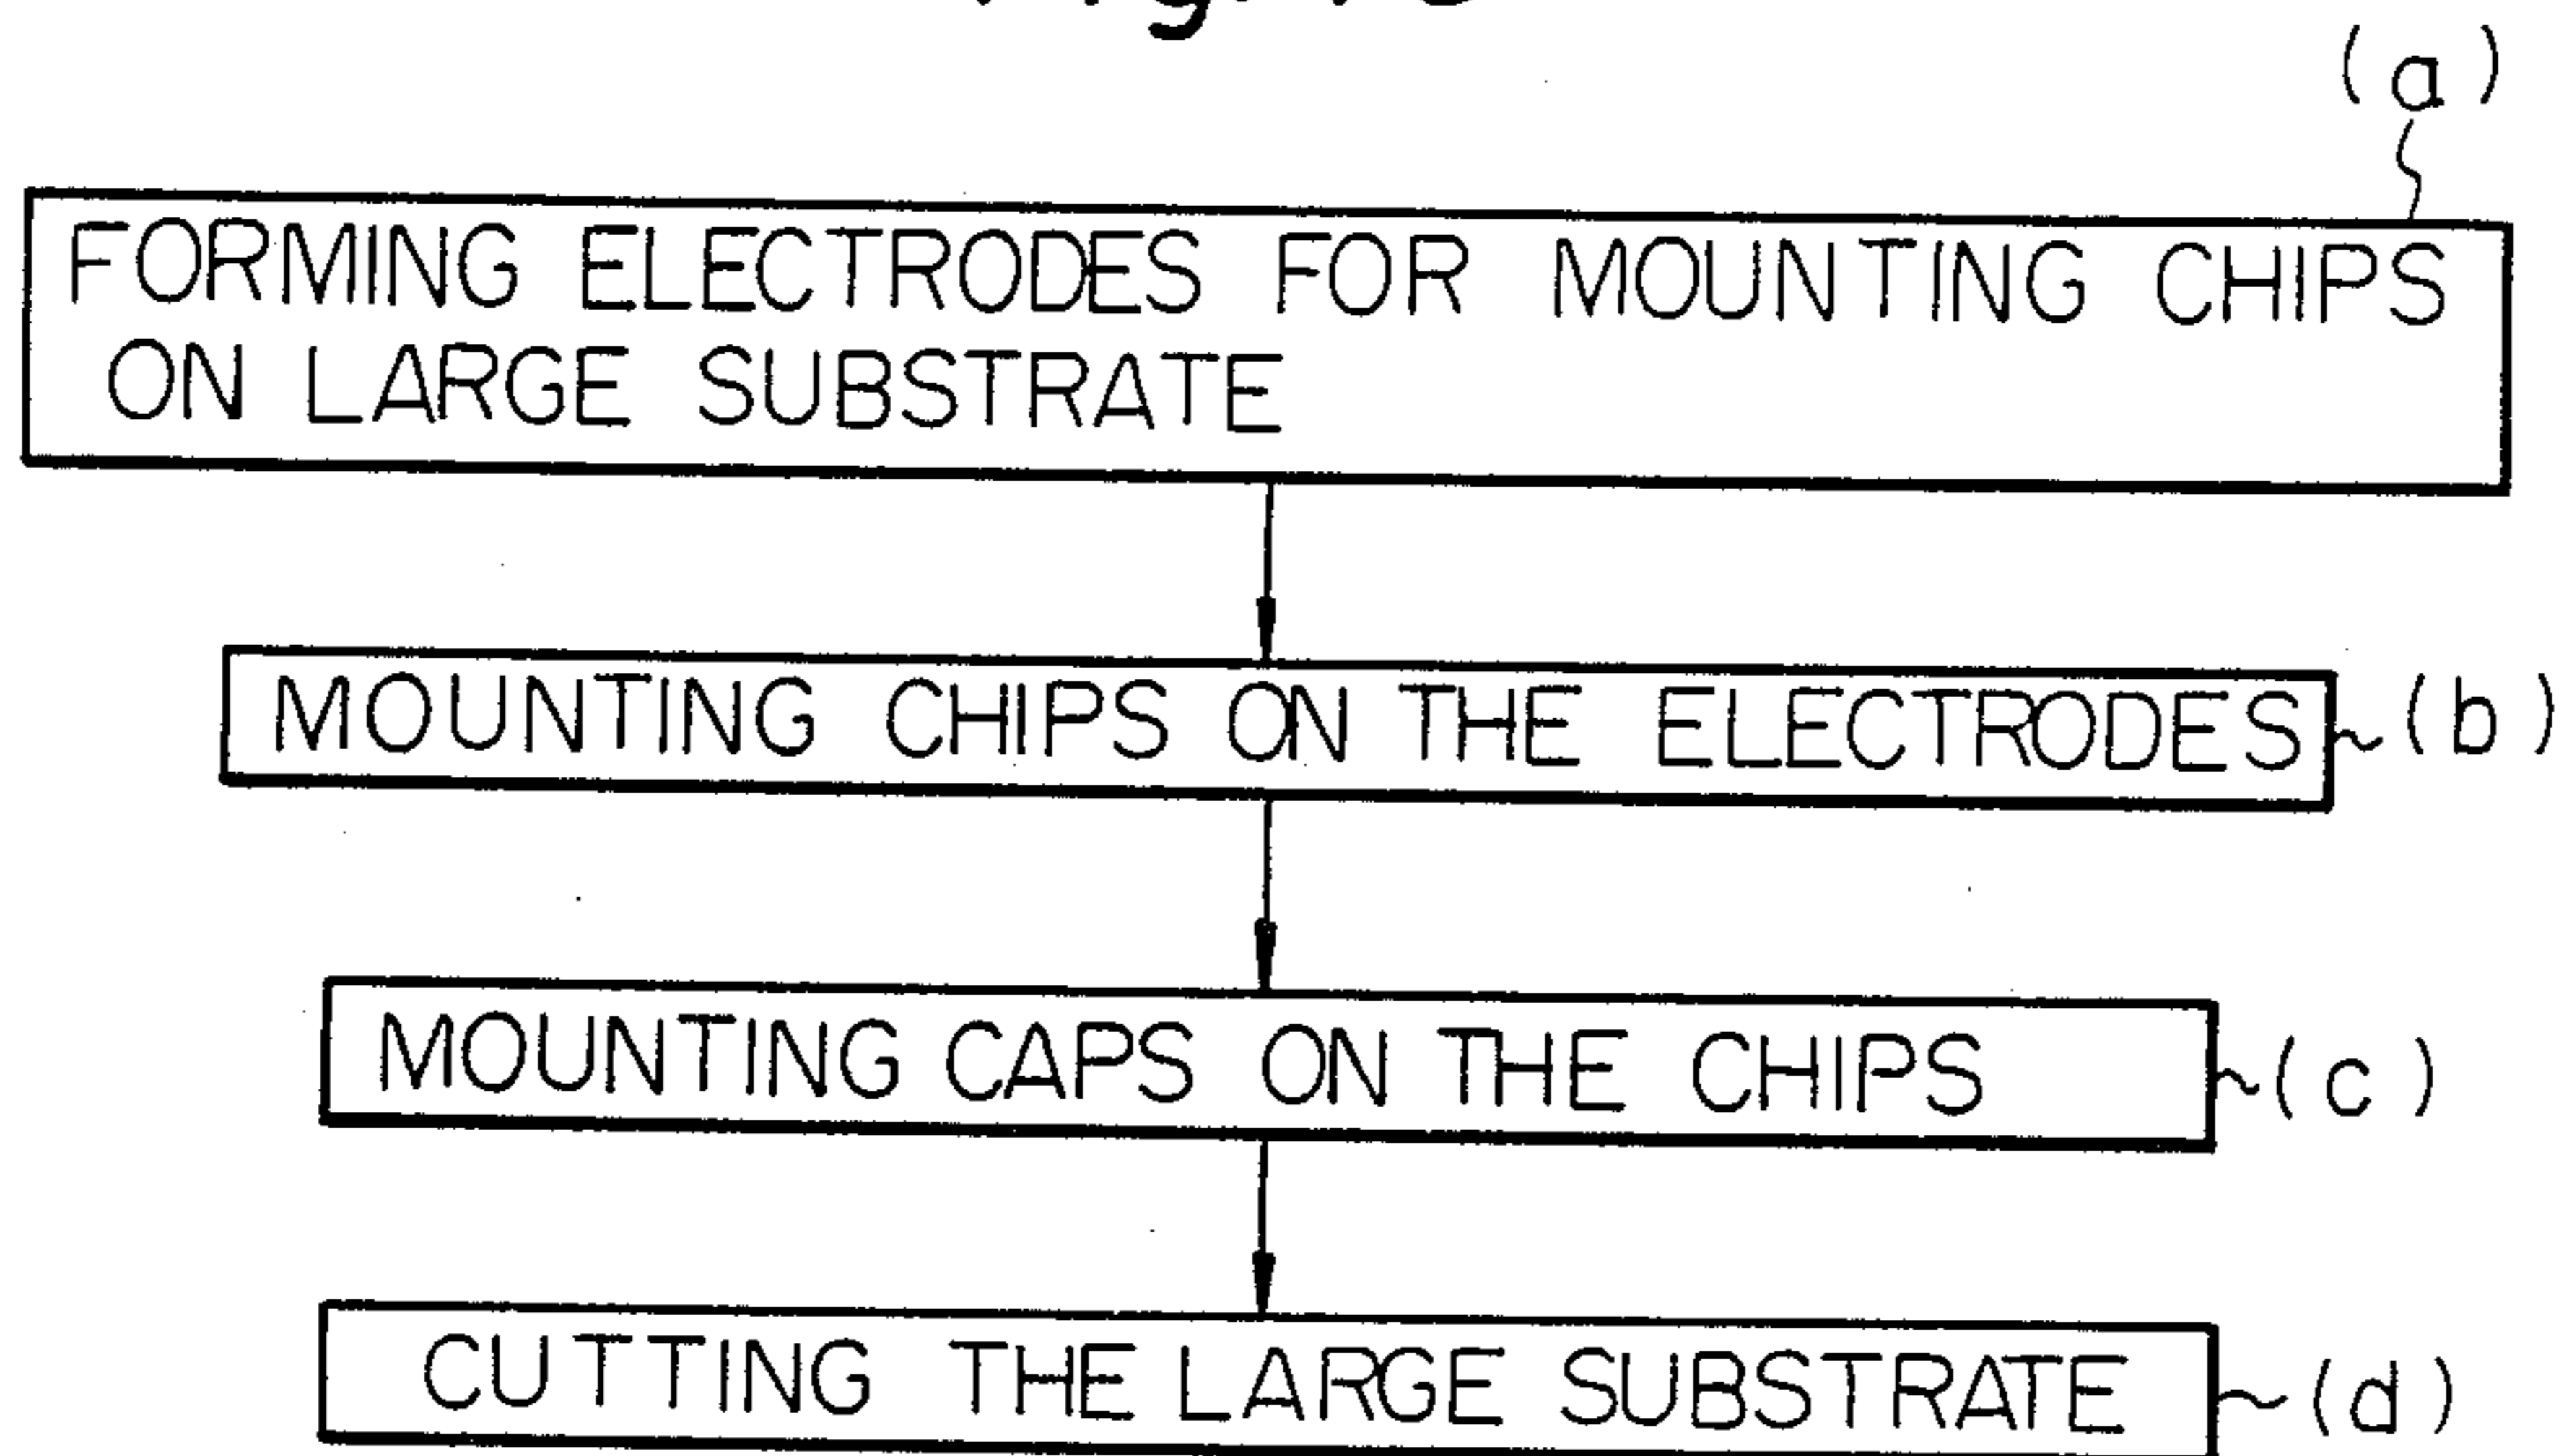 (a)
FORMING ELECTRODES FOR MOUNTING CHIPS
ON LARGE SUBSTRATE
MOUNTING CHIPS ON THE ELECTRODES
(b)
MOUNTING CAPS ON THE CHIPS
(c)
CUTTING THE LARGE SUBSTRATE
(d)